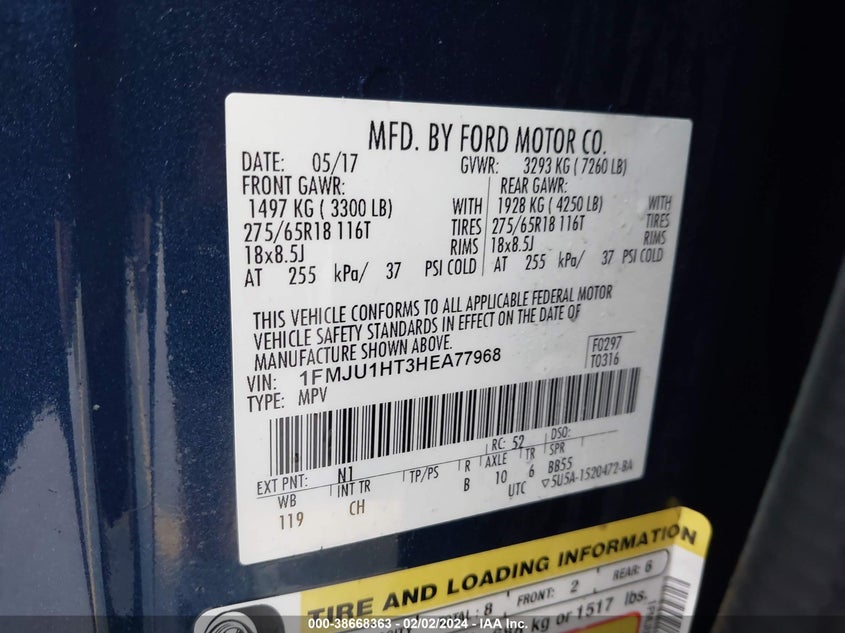 MFD. BY FORD MOTOR CO.
DATE: 05/17 GVWR: 3293 KG ( 7260 LB)
FRONT GAWR: REAR GAWR:
1497 KG ( 3300 LB) WITH 1928 KG ( 4250 LB) WITH
275/65R18 116T TIRES 275/65R18 116T TIRES
18x8.5J RIMS 18x8.5J RIMS
AT 255 kPa/ 37 PSI COLD AT 255 kPa/ 37 PSI COLD
THIS VEHICLE CONFORMS TO ALL APPLICABLE FEDERAL MOTOR
VEHICLE SAFETY STANDARDS IN EFFECT ON THE DATE OF
MANUFACTURE SHOWN ABOVE. F0297
VIN: 1FMJU1HT3HEA77968 T0316
TYPE: MPV
RC: 52 DSO:
EXT PNT: N1 TP/PS R AXLE TR SPR
WB INT TR B 10 6 BB55
119 CH UTC ▽5U5A-1520472-BA
TIRE AND LOADING INFORMATION
TOTAL : 8 FRONT: 2 REAR: 6
kg or 1517 lbs.
000-38668363 - 02/02/2024 - IAA Inc.